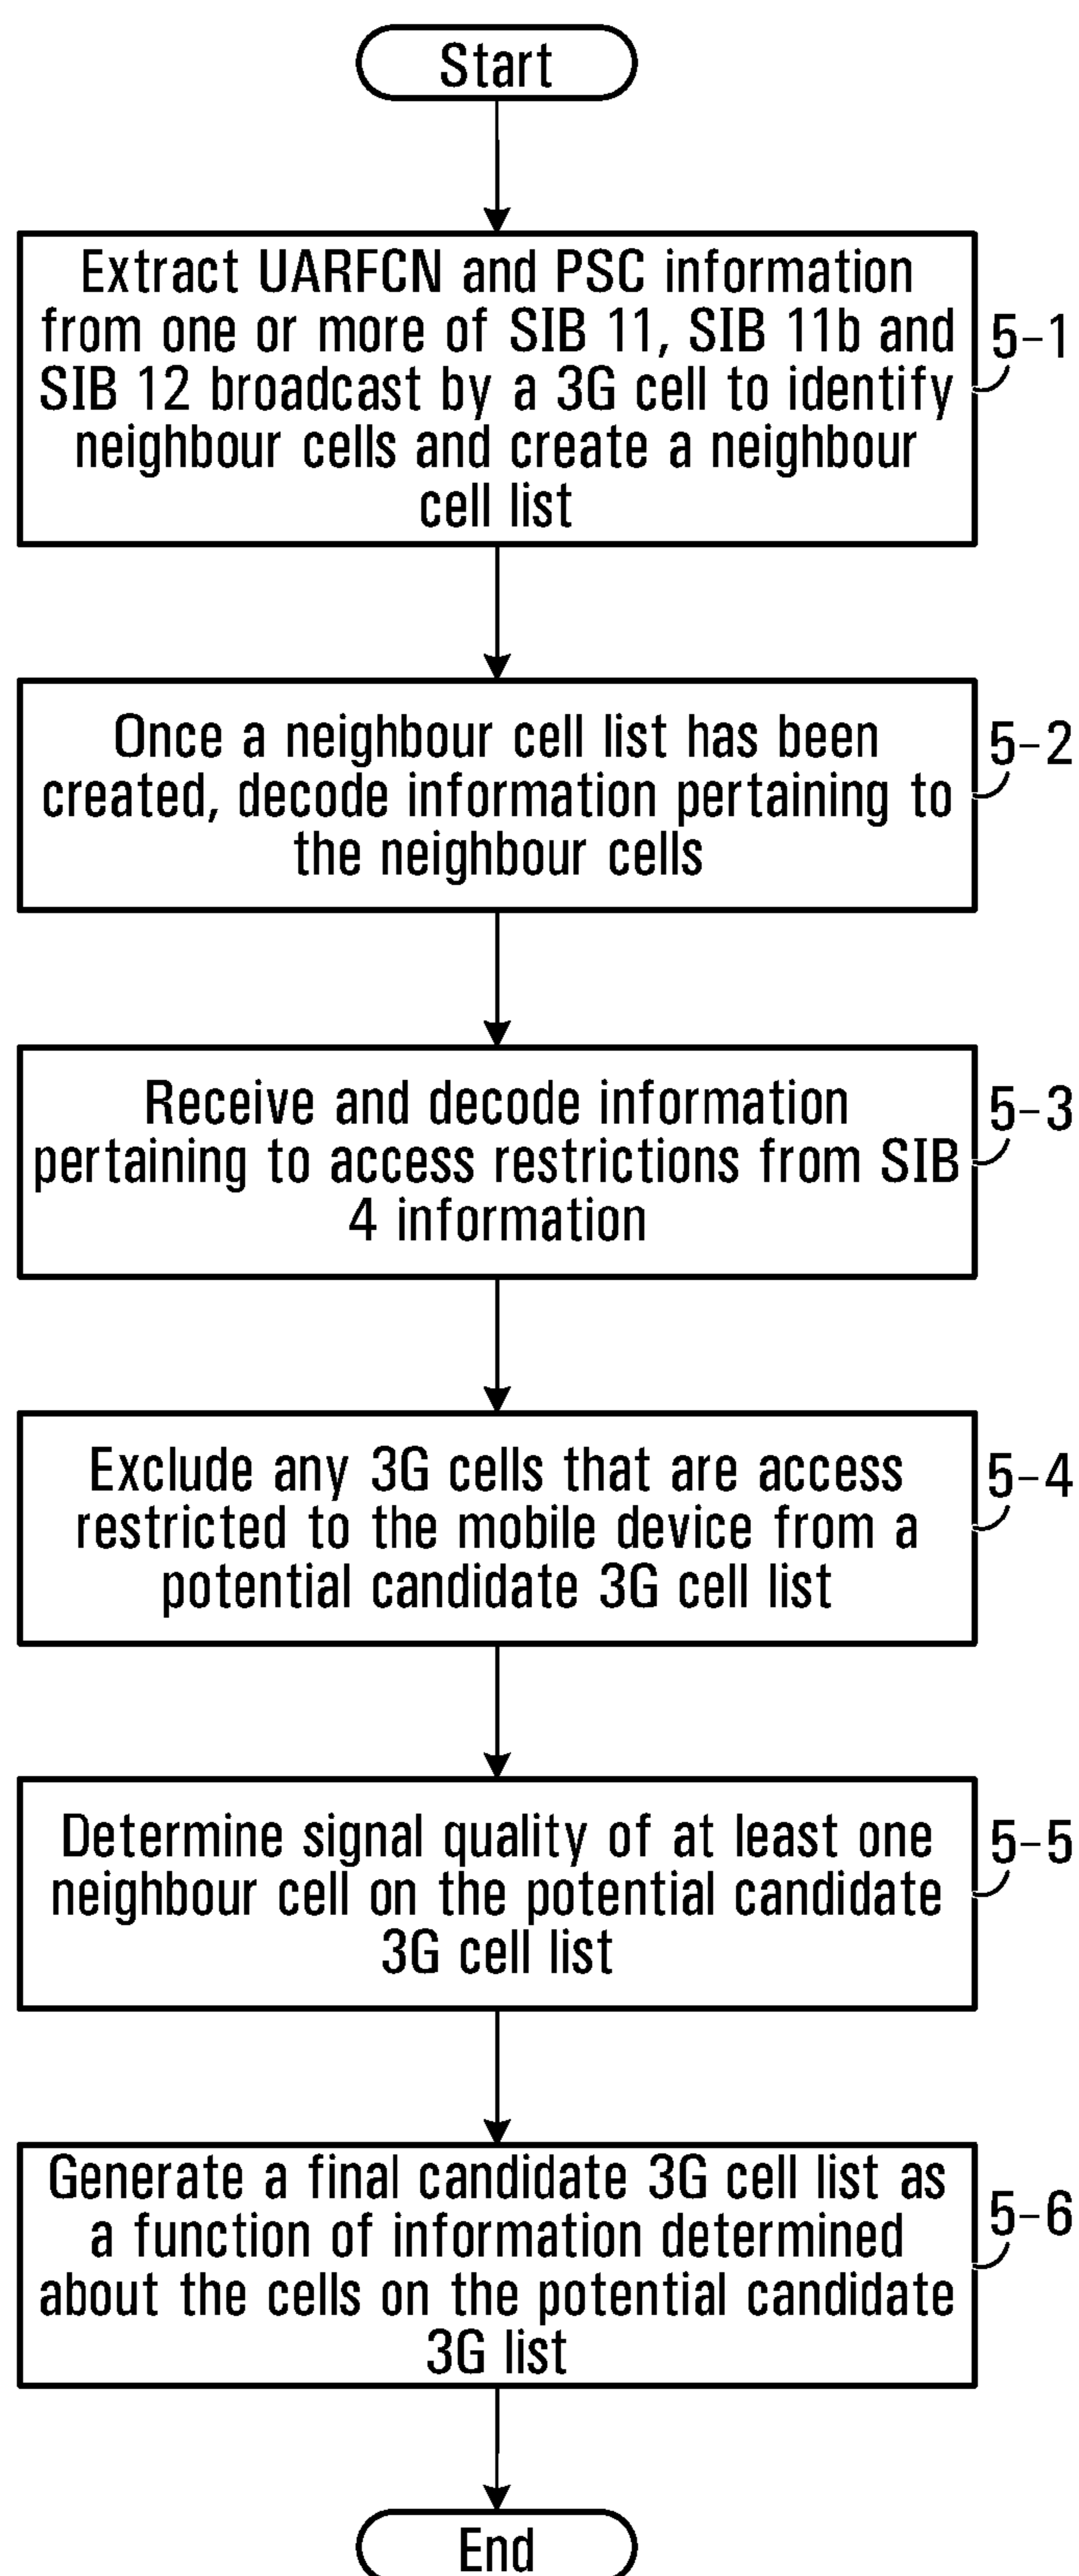 Start
Extract UARFCN and PSC information
from one or more of SIB 11, SIB 11b and
SIB 12 broadcast by a 3G cell to identify
neighbour cells and create a neighbour
cell list
5-1
Once a neighbour cell list has been
created, decode information pertaining to
the neighbour cells
5-2
Receive and decode information
pertaining to access restrictions from SIB
4 information
5-3
Exclude any 3G cells that are access
restricted to the mobile device from a
potential candidate 3G cell list
5-4
Determine signal quality of at least one
neighbour cell on the potential candidate
3G cell list
5-5
Generate a final candidate 3G cell list as
a function of information determined
about the cells on the potential candidate
3G list
5-6
End